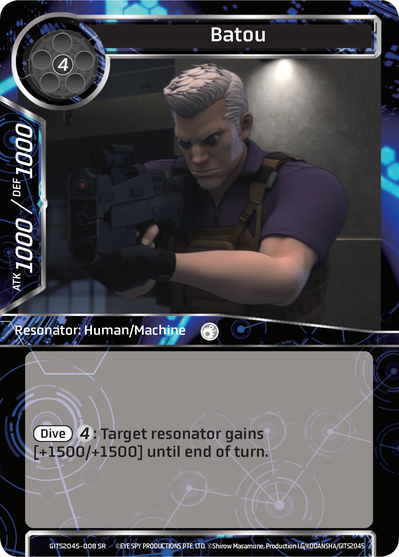 Batou
4
ATK 1000 / DEF 1000
Resonator: Human/Machine
Dive 4: Target resonator gains
[+1500/+1500] until end of turn.
GITS2045-008 SR ©EYE SPY PRODUCTIONS PTE. LTD. ©Shirow Masamune, Production I.G/KODANSHA/GITS2045